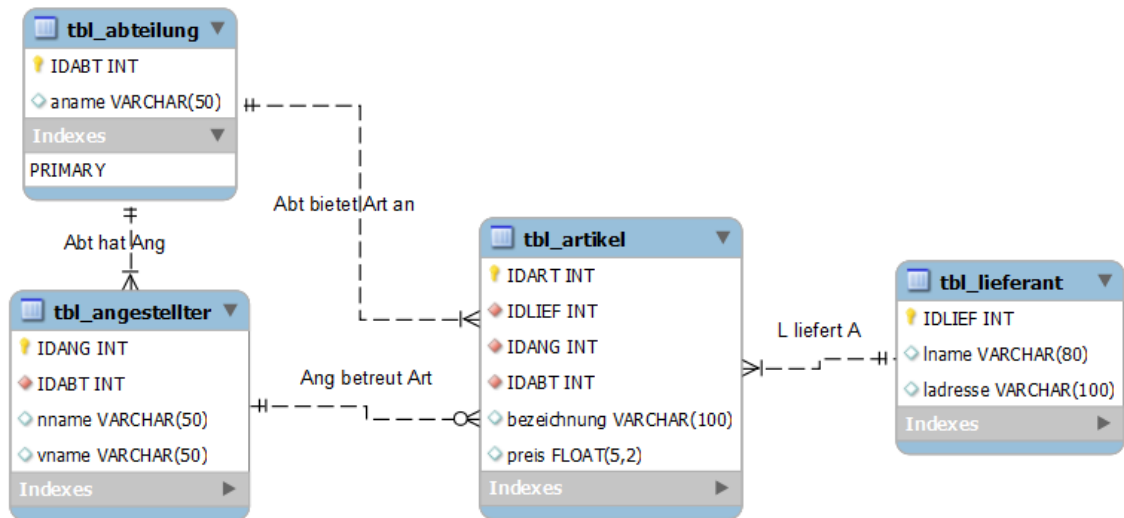 tbl_abteilung
IDABT INT
aname VARCHAR(50)
Indexes
PRIMARY
Abt hat Ang
Abt bietet Art an
tbl_angestellter
IDANG INT
IDABT INT
nname VARCHAR(50)
vname VARCHAR(50)
Indexes
Ang betreut Art
tbl_artikel
IDART INT
IDLIEF INT
IDANG INT
IDABT INT
bezeichnung VARCHAR(100)
preis FLOAT(5,2)
Indexes
L liefert A
tbl_lieferant
IDLIEF INT
lname VARCHAR(80)
ladresse VARCHAR(100)
Indexes